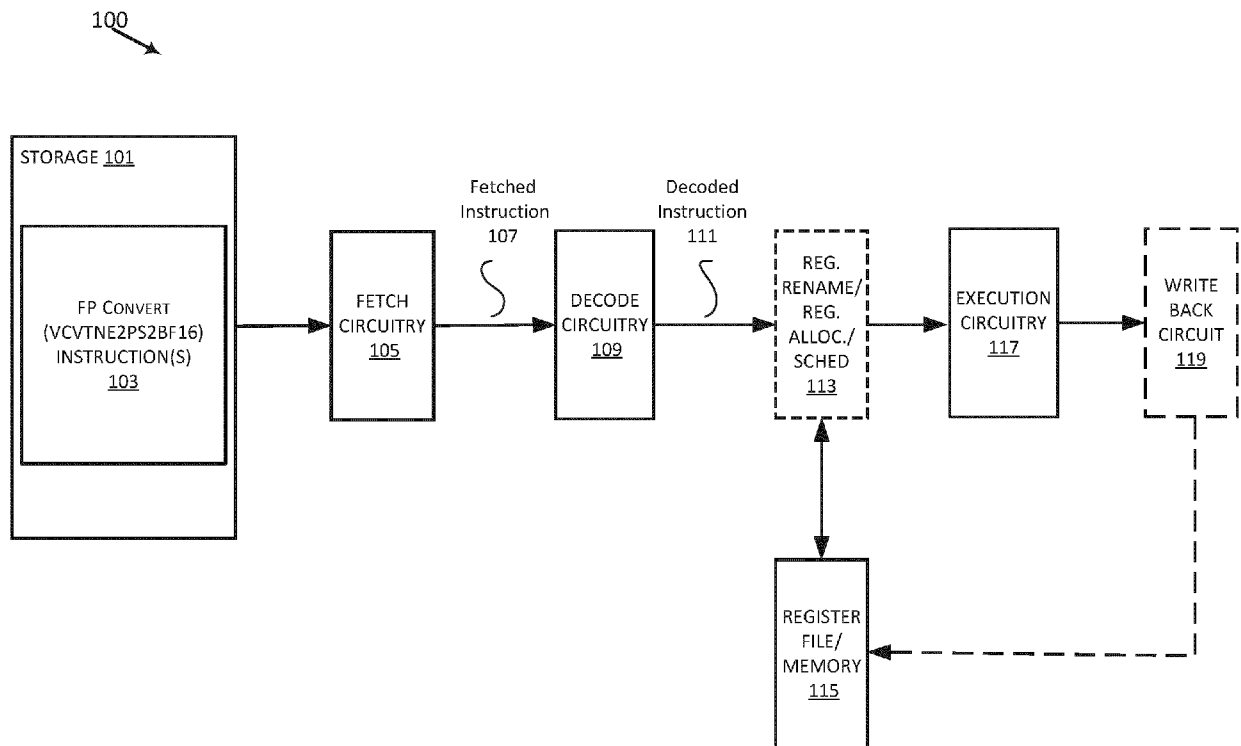 100
STORAGE 101
FP CONVERT
(VCVTNE2PS2BF16)
INSTRUCTION(S)
103
FETCH
CIRCUITRY
105
Fetched
Instruction
107
DECODE
CIRCUITRY
109
Decoded
Instruction
111
REG.
RENAME/
REG.
ALLOC./
SCHED
113
EXECUTION
CIRCUITRY
117
WRITE
BACK
CIRCUIT
119
REGISTER
FILE/
MEMORY
115